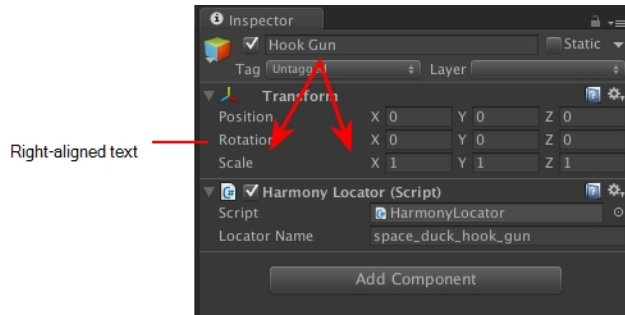 Inspector
Hook Gun Static
Tag Untagged Layer
Transform
Position X 0 Y 0 Z 0
Rotation X 0 Y 0 Z 0
Right-aligned text
Scale X 1 Y 1 Z 1
Harmony Locator (Script)
Script HarmonyLocator
Locator Name space_duck_hook_gun
Add Component